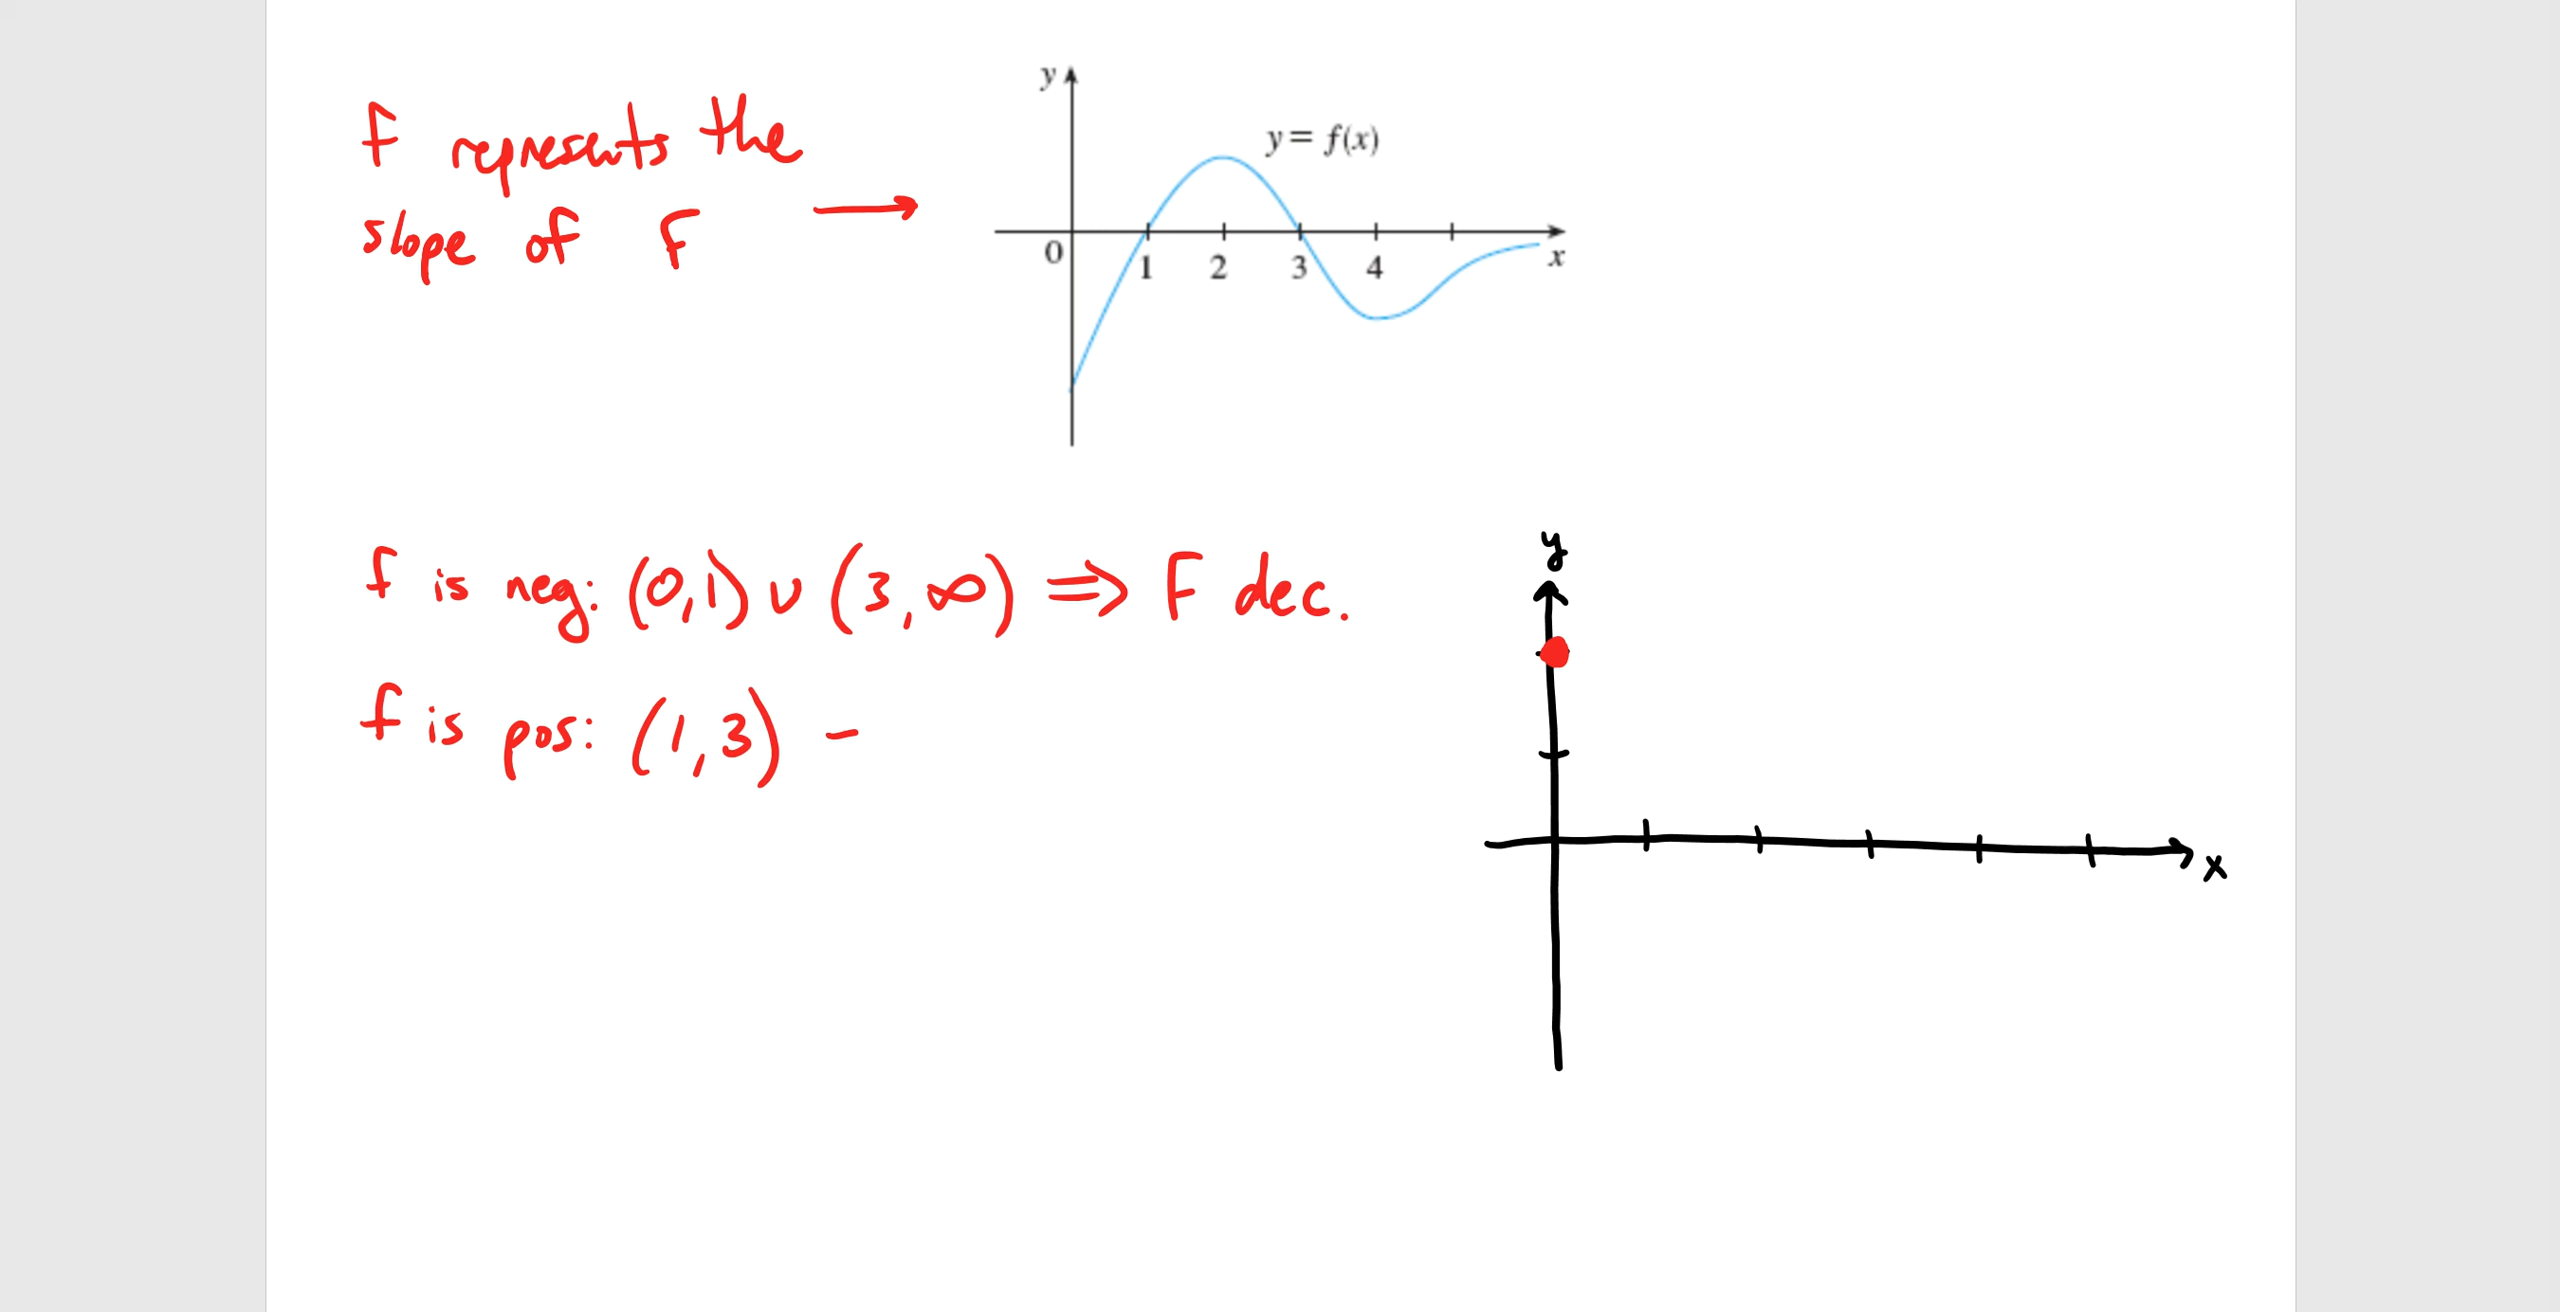 f represents the
slope of F →
y
y = f(x)
0 1 2 3 4 x
f is neg: (0,1) ∪ (3,∞) ⇒ F dec.
f is pos: (1,3) -
y
x